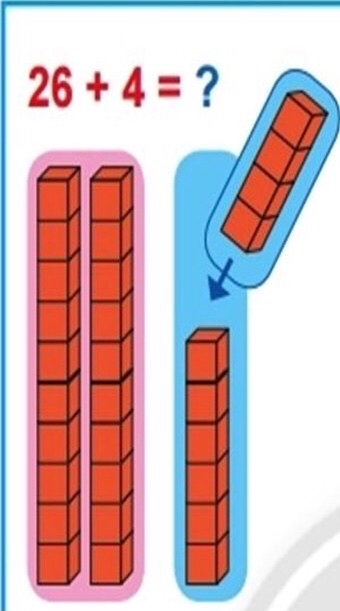 26 + 4 = ?